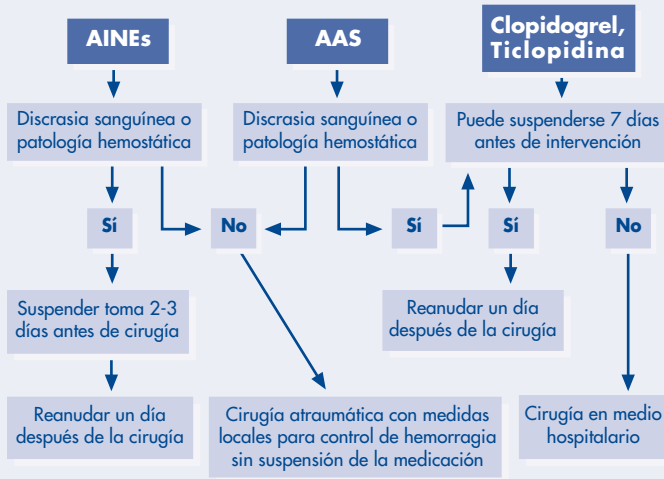 AINEs
AAS
Clopidogrel,
Ticlopidina
Discrasia sanguínea o
patología hemostática
Discrasia sanguínea o
patología hemostática
Puede suspenderse 7 días
antes de intervención
Sí
No
Sí
Sí
No
Suspender toma 2-3
días antes de cirugía
Reanudar un día
después de la cirugía
Reanudar un día
después de la cirugía
Cirugía atraumática con medidas
locales para control de hemorragia
sin suspensión de la medicación
Cirugía en medio
hospitalario